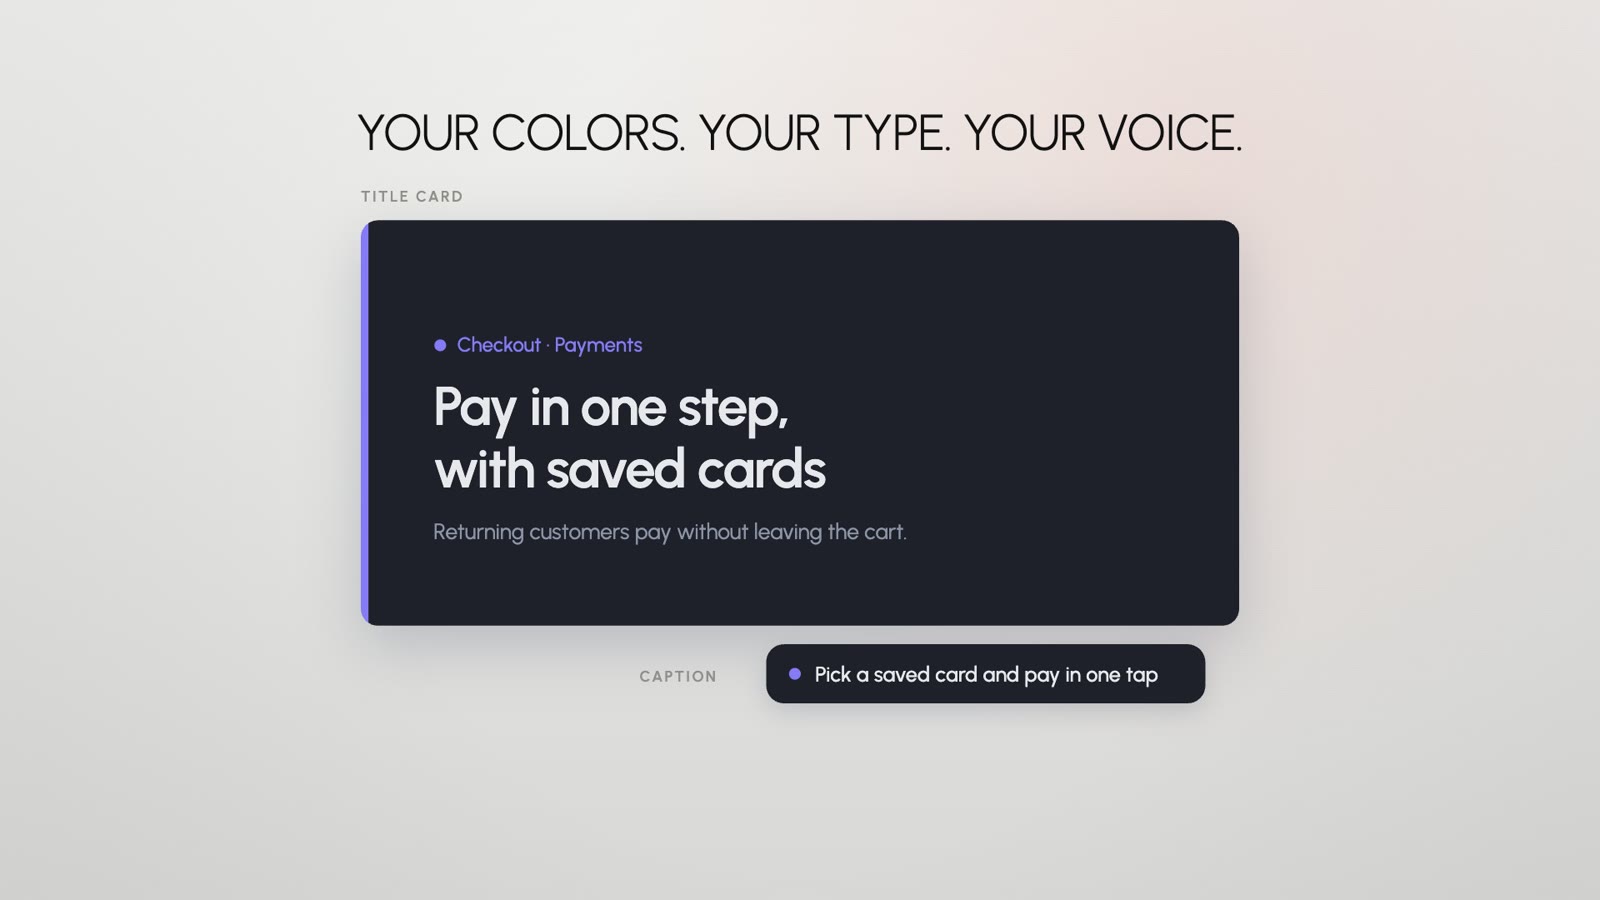 YOUR COLORS. YOUR TYPE. YOUR VOICE.
TITLE CARD
Checkout · Payments
Pay in one step,
with saved cards
Returning customers pay without leaving the cart.
CAPTION
Pick a saved card and pay in one tap